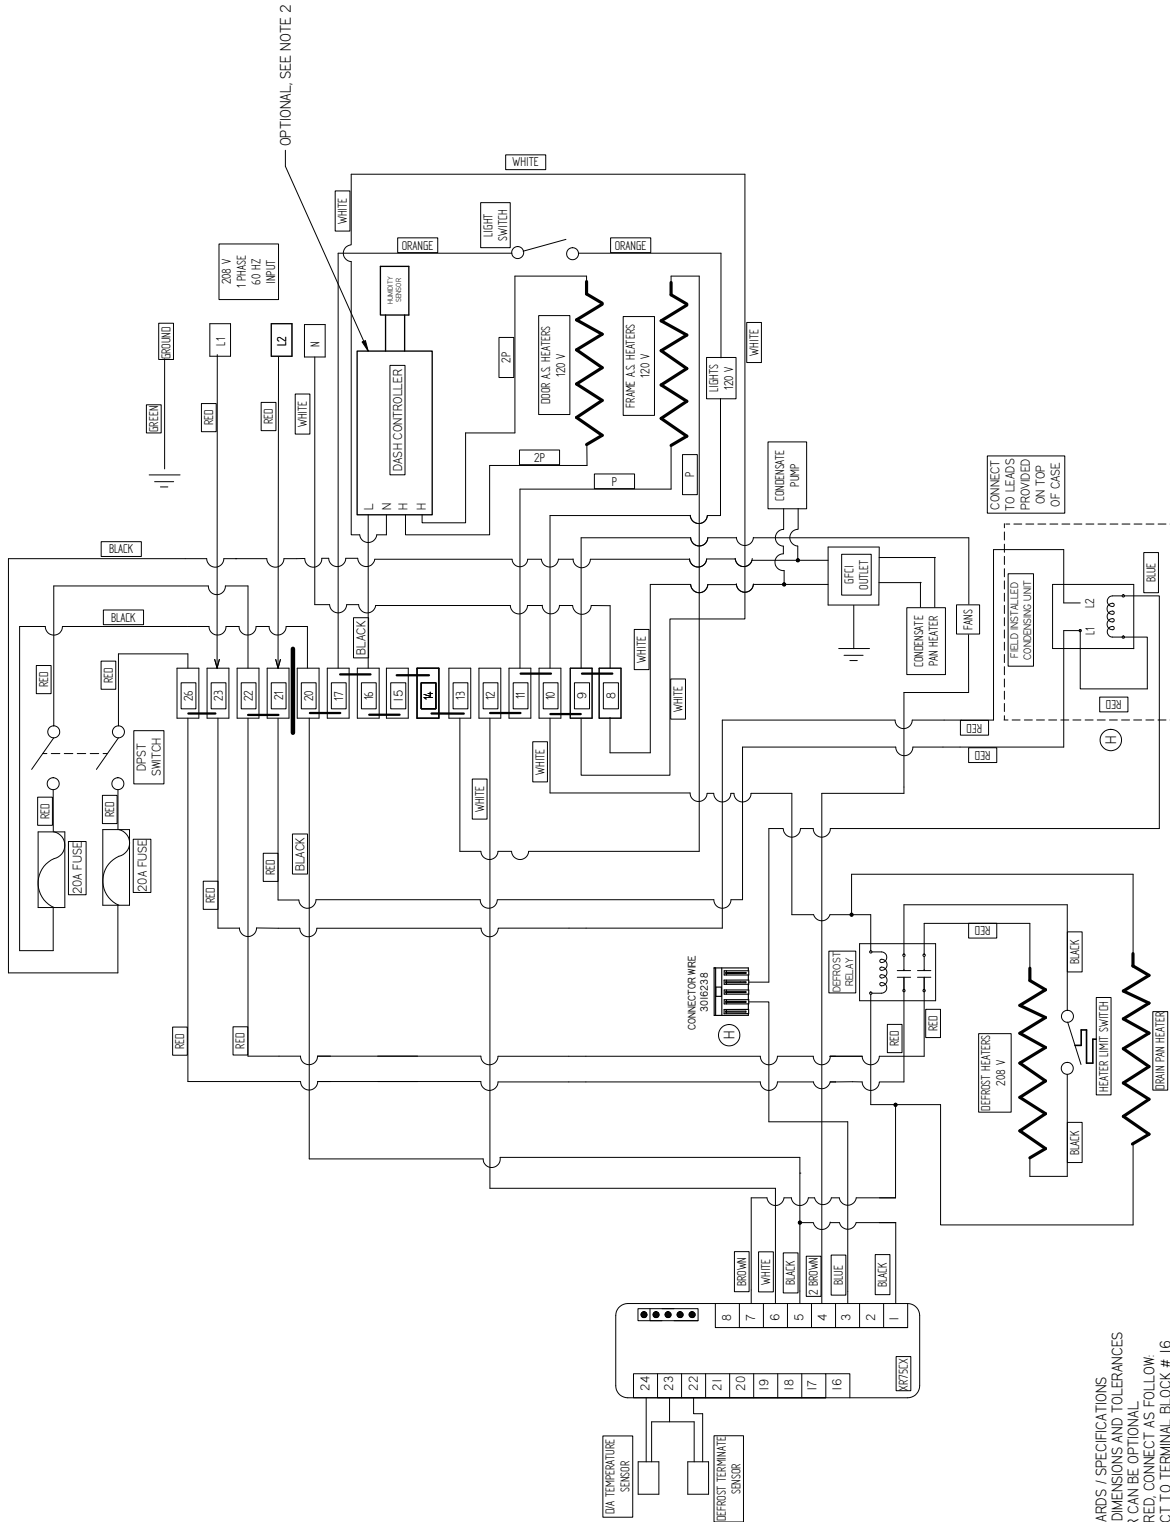 OPTIONAL, SEE NOTE 2
WHITE
WHITE
LIGHT
SWITCH
ORANGE
ORANGE
208 V
1 PHASE
60 HZ
INPUT
HUMIDITY
SENSOR
GROUND
L1
L2
N
GREEN
RED
RED
WHITE
DASH CONTROLLER
L
N
H
H
2P
2P
DOOR A.S. HEATERS
120 V
FRAME A.S. HEATERS
120 V
LIGHTS
120 V
WHITE
P
P
CONDENSATE
PUMP
CONNECT
TO LEADS
PROVIDED
ON TOP
OF CASE
BLACK
BLACK
BLACK
GFCI
OUTLET
CONDENSATE
PAN HEATER
FANS
FIELD INSTALLED
CONDENSING UNIT
L1
L2
BLUE
RED
H
RED
RED
RED
RED
DPST
SWITCH
26
23
22
21
20
17
16
15
14
13
12
11
10
9
8
WHITE
WHITE
WHITE
WHITE
RED
RED
20A FUSE
20A FUSE
RED
RED
BLACK
CONNECTOR WIRE
3016238
H
DEFROST
RELAY
RED
RED
RED
RED
RED
DEFROST HEATERS
208 V
BLACK
BLACK
HEATER LIMIT SWITCH
DRAIN PAN HEATER
BROWN
WHITE
BLACK
2 BROWN
BLUE
BLACK
8
7
6
5
4
3
2
1
XR75CX
24
23
22
21
20
19
18
17
16
D/A TEMPERATURE
SENSOR
DEFROST TERMINATE
SENSOR
ARDS / SPECIFICATIONS
DIMENSIONS AND TOLERANCES
R CAN BE OPTIONAL
RED, CONNECT AS FOLLOW:
CT TO TERMINAL BLOCK # 16